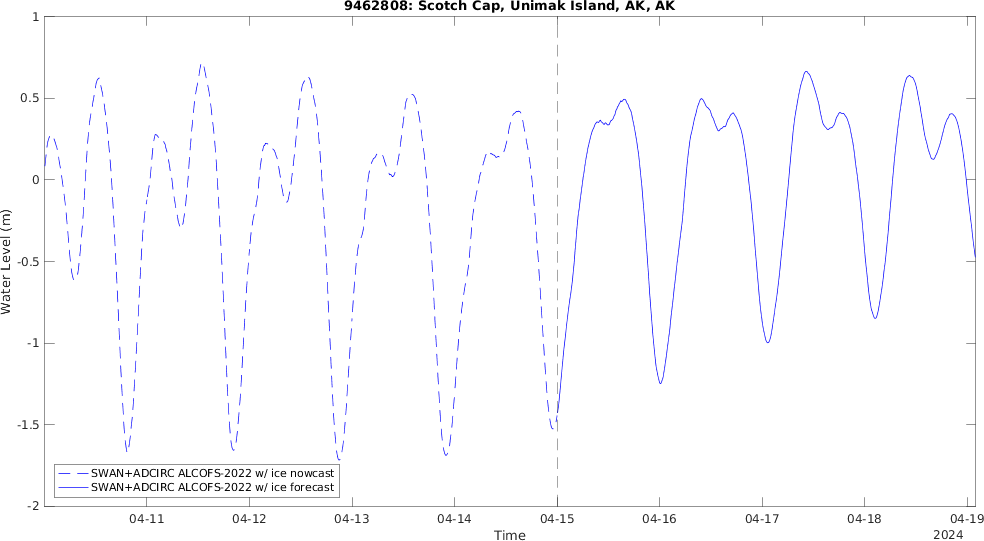 9462808: Scotch Cap, Unimak Island, AK, AK
1
0.5
0
-0.5
-1
-1.5
-2
Water Level (m)
SWAN+ADCIRC ALCOFS-2022 w/ ice nowcast
SWAN+ADCIRC ALCOFS-2022 w/ ice forecast
04-11 04-12 04-13 04-14 04-15 04-16 04-17 04-18 04-19
Time
2024